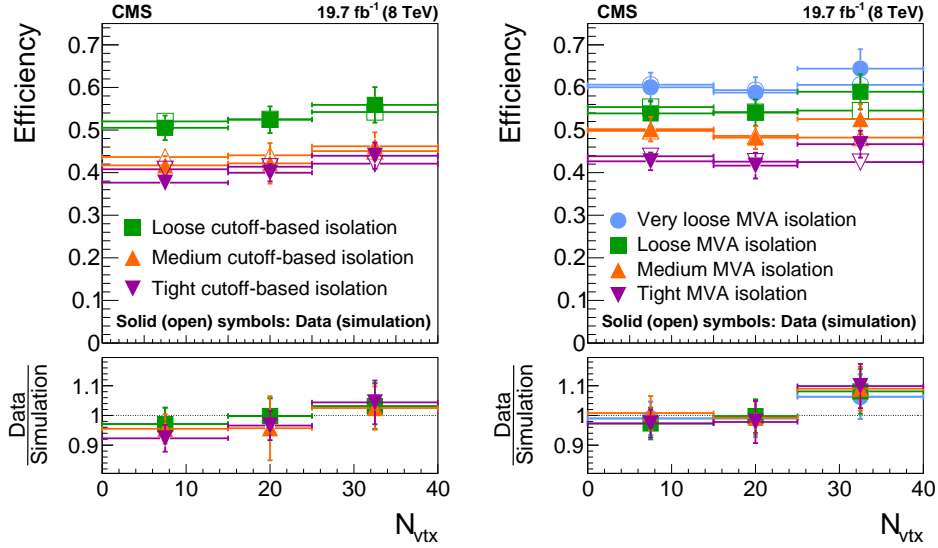 CMS 19.7 fb⁻¹ (8 TeV)
Efficiency
0.7
0.6
0.5
0.4
0.3
0.2
0.1
0
Loose cutoff-based isolation
Medium cutoff-based isolation
Tight cutoff-based isolation
Solid (open) symbols: Data (simulation)
Data
Simulation
1.1
1
0.9
0 10 20 30 40
N_vtx
CMS 19.7 fb⁻¹ (8 TeV)
Efficiency
0.7
0.6
0.5
0.4
0.3
0.2
0.1
0
Very loose MVA isolation
Loose MVA isolation
Medium MVA isolation
Tight MVA isolation
Solid (open) symbols: Data (simulation)
Data
Simulation
1.1
1
0.9
0 10 20 30 40
N_vtx